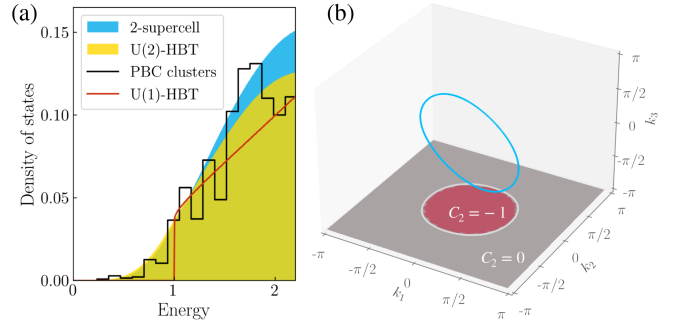 (a)
2-supercell
U(2)-HBT
PBC clusters
U(1)-HBT
Density of states
0.15
0.10
0.05
0.00
0
1
2
Energy
(b)
π
π/2
0
-π/2
-π
k₃
C₂ = −1
C₂ = 0
-π
-π/2
0
π/2
π
k₁
-π
-π/2
0
π/2
π
k₂